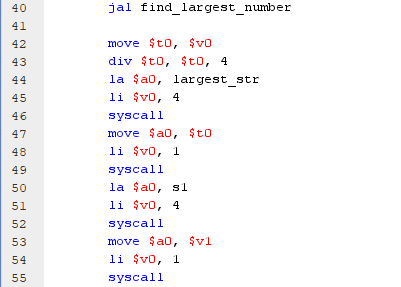 40 jal find_largest_number
41
42 move $t0, $v0
43 div $t0, $t0, 4
44 la $a0, largest_str
45 li $v0, 4
46 syscall
47 move $a0, $t0
48 li $v0, 1
49 syscall
50 la $a0, s1
51 li $v0, 4
52 syscall
53 move $a0, $v1
54 li $v0, 1
55 syscall